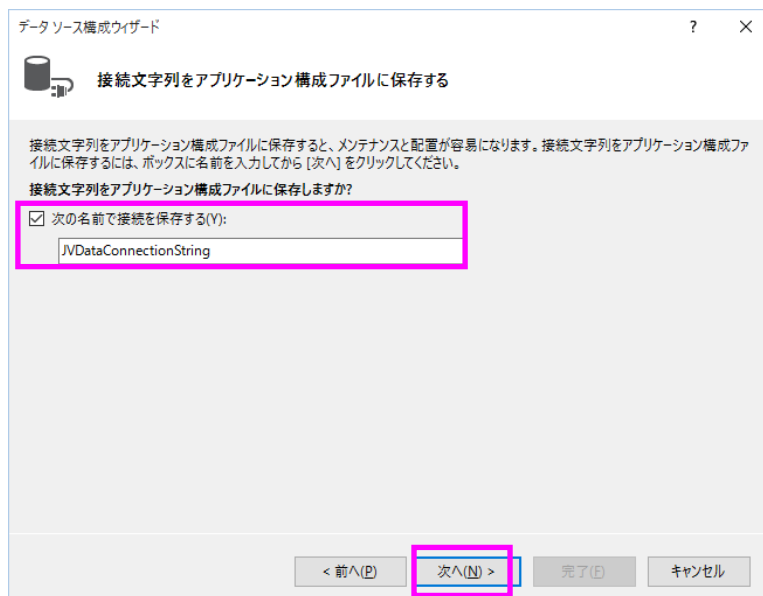 データ ソース構成ウィザード
? ×
接続文字列をアプリケーション構成ファイルに保存する
接続文字列をアプリケーション構成ファイルに保存すると、メンテナンスと配置が容易になります。接続文字列をアプリケーション構成ファ
イルに保存するには、ボックスに名前を入力してから [次へ] をクリックしてください。
接続文字列をアプリケーション構成ファイルに保存しますか?
次の名前で接続を保存する(Y):
JVDataConnectionString
< 前へ(P) 次へ(N) > 完了(F) キャンセル